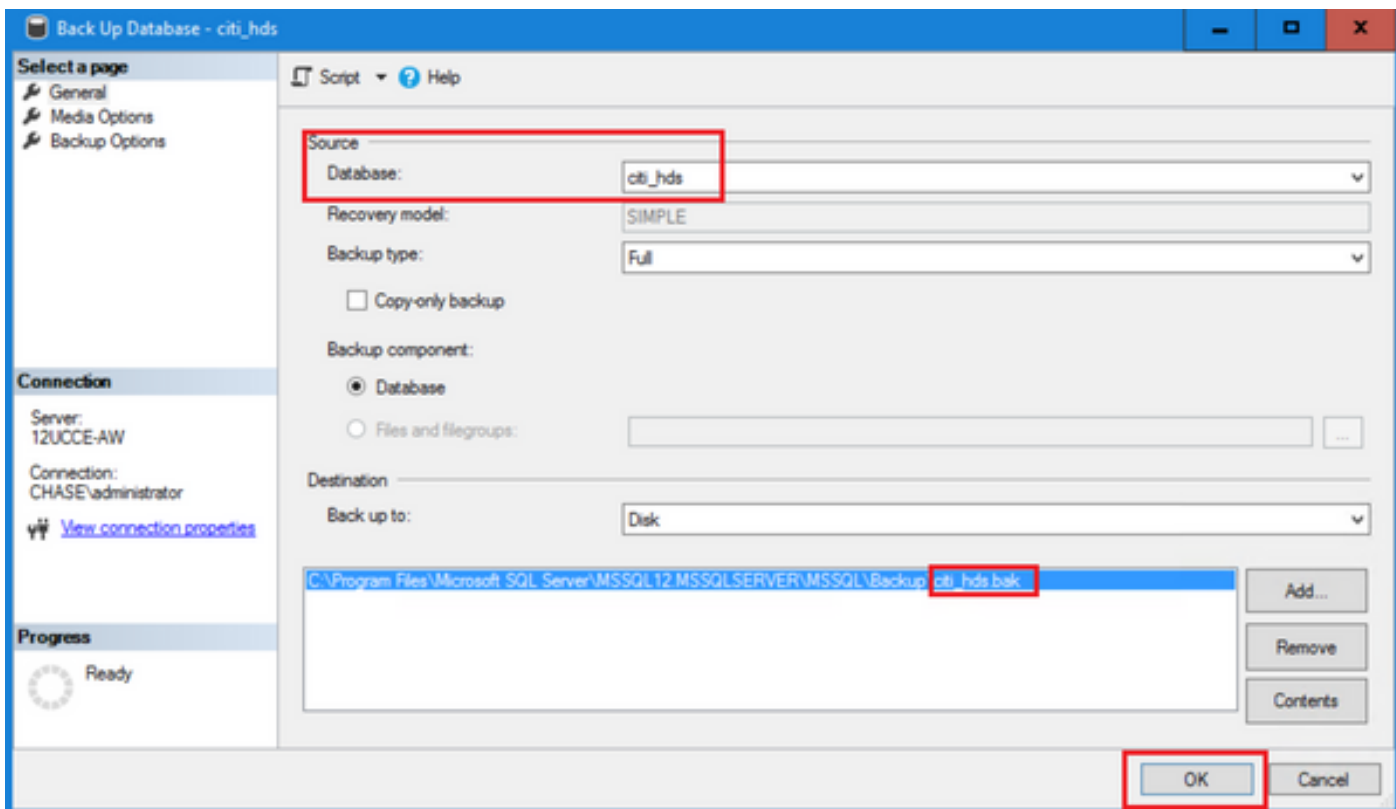 Back Up Database - citi_hds
Select a page
General
Media Options
Backup Options
Script Help
Source
Database: citi_hds
Recovery model: SIMPLE
Backup type: Full
Copy-only backup
Backup component:
Database
Files and filegroups: ...
Destination
Back up to: Disk
C:\Program Files\Microsoft SQL Server\MSSQL12.MSSQLSERVER\MSSQL\Backup citi_hds.bak
Add...
Remove
Contents
Connection
Server:
12UCCE-AW
Connection:
CHASE\administrator
View connection properties
Progress
Ready
OK Cancel